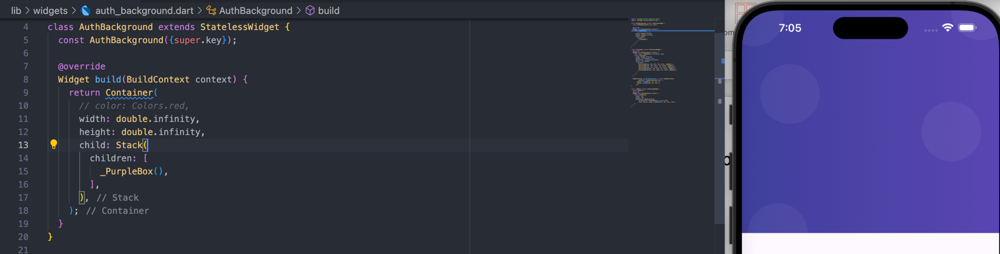 lib > widgets > auth_background.dart > AuthBackground > build
4 class AuthBackground extends StatelessWidget {
5 const AuthBackground({super.key});
6
7 @override
8 Widget build(BuildContext context) {
9 return Container(
10 // color: Colors.red,
11 width: double.infinity,
12 height: double.infinity,
13 child: Stack(
14 children: [
15 _PurpleBox(),
16 ],
17 ), // Stack
18 ); // Container
19 }
20 }
21
7:05